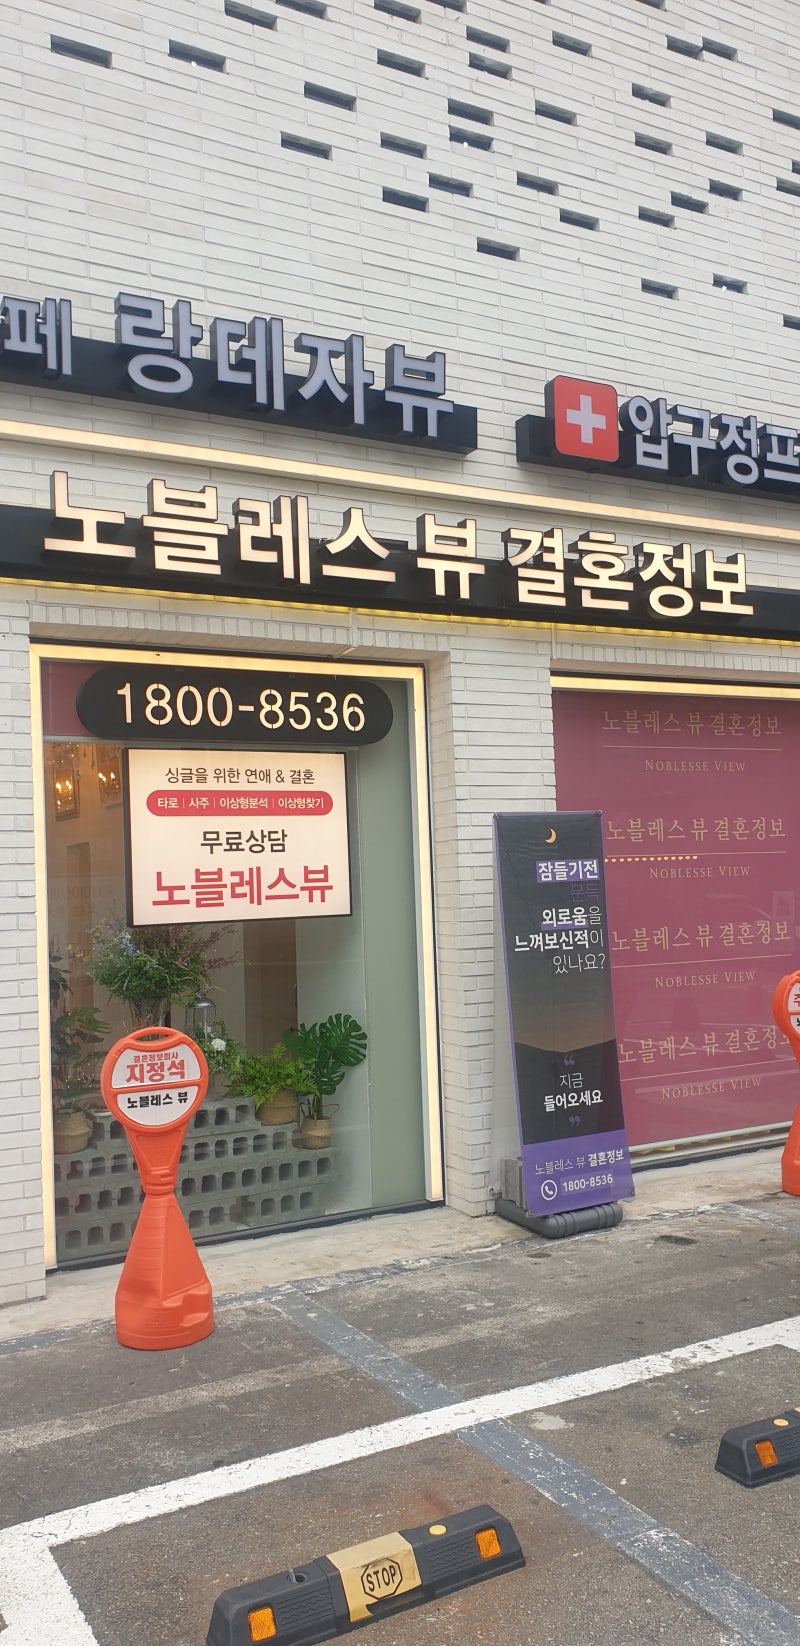 페 랑데자뷰
압구정프
노블레스 뷰 결혼정보
1800-8536
싱글을 위한 연애 & 결혼
타로 | 사주 | 이상형분석 | 이상형찾기
무료상담
노블레스뷰
결혼정보회사
지정석
노블레스 뷰
잠들기전
문득
외로움을
느껴보신적이
있나요?
“
지금
들어오세요
”
노블레스 뷰 결혼정보
1800-8536
노블레스 뷰 결혼정보
NOBLESSE VIEW
노블레스 뷰 결혼정보
NOBLESSE VIEW
노블레스 뷰 결혼정보
NOBLESSE VIEW
노블레스 뷰 결혼정
NOBLESSE VIEW
STOP